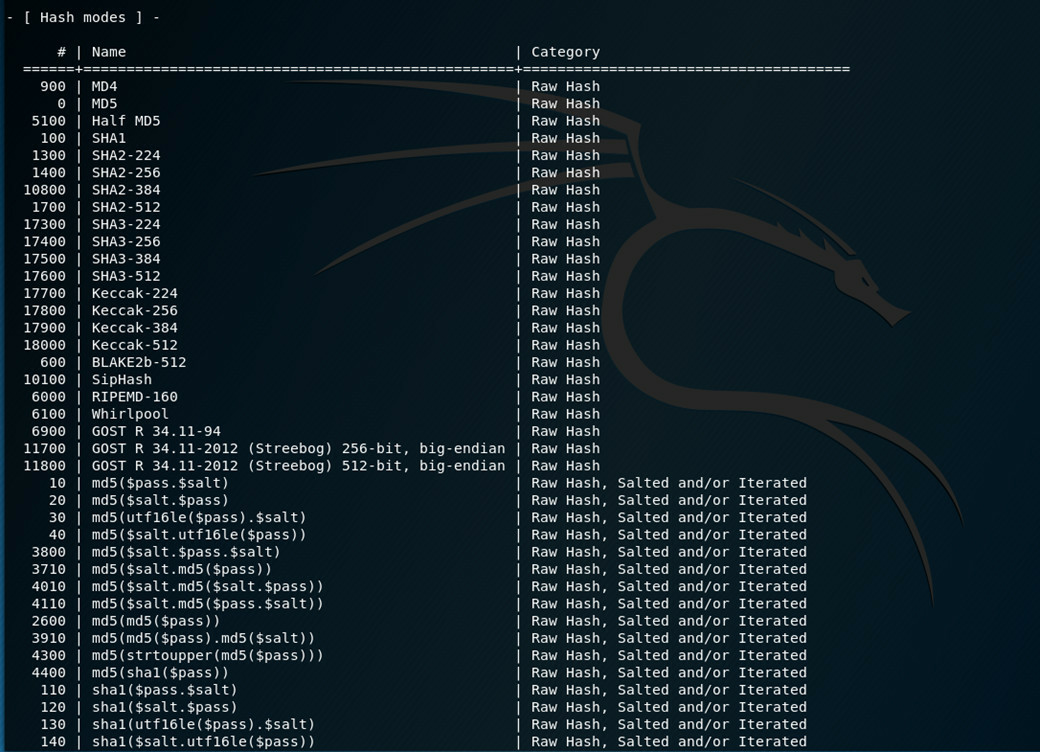 - [ Hash modes ] -
# | Name | Category
======+==================================================+======================================
900 | MD4 | Raw Hash
0 | MD5 | Raw Hash
5100 | Half MD5 | Raw Hash
100 | SHA1 | Raw Hash
1300 | SHA2-224 | Raw Hash
1400 | SHA2-256 | Raw Hash
10800 | SHA2-384 | Raw Hash
1700 | SHA2-512 | Raw Hash
17300 | SHA3-224 | Raw Hash
17400 | SHA3-256 | Raw Hash
17500 | SHA3-384 | Raw Hash
17600 | SHA3-512 | Raw Hash
17700 | Keccak-224 | Raw Hash
17800 | Keccak-256 | Raw Hash
17900 | Keccak-384 | Raw Hash
18000 | Keccak-512 | Raw Hash
600 | BLAKE2b-512 | Raw Hash
10100 | SipHash | Raw Hash
6000 | RIPEMD-160 | Raw Hash
6100 | Whirlpool | Raw Hash
6900 | GOST R 34.11-94 | Raw Hash
11700 | GOST R 34.11-2012 (Streebog) 256-bit, big-endian | Raw Hash
11800 | GOST R 34.11-2012 (Streebog) 512-bit, big-endian | Raw Hash
10 | md5($pass.$salt) | Raw Hash, Salted and/or Iterated
20 | md5($salt.$pass) | Raw Hash, Salted and/or Iterated
30 | md5(utf16le($pass).$salt) | Raw Hash, Salted and/or Iterated
40 | md5($salt.utf16le($pass)) | Raw Hash, Salted and/or Iterated
3800 | md5($salt.$pass.$salt) | Raw Hash, Salted and/or Iterated
3710 | md5($salt.md5($pass)) | Raw Hash, Salted and/or Iterated
4010 | md5($salt.md5($salt.$pass)) | Raw Hash, Salted and/or Iterated
4110 | md5($salt.md5($pass.$salt)) | Raw Hash, Salted and/or Iterated
2600 | md5(md5($pass)) | Raw Hash, Salted and/or Iterated
3910 | md5(md5($pass).md5($salt)) | Raw Hash, Salted and/or Iterated
4300 | md5(strtoupper(md5($pass))) | Raw Hash, Salted and/or Iterated
4400 | md5(sha1($pass)) | Raw Hash, Salted and/or Iterated
110 | sha1($pass.$salt) | Raw Hash, Salted and/or Iterated
120 | sha1($salt.$pass) | Raw Hash, Salted and/or Iterated
130 | sha1(utf16le($pass).$salt) | Raw Hash, Salted and/or Iterated
140 | sha1($salt.utf16le($pass)) | Raw Hash, Salted and/or Iterated